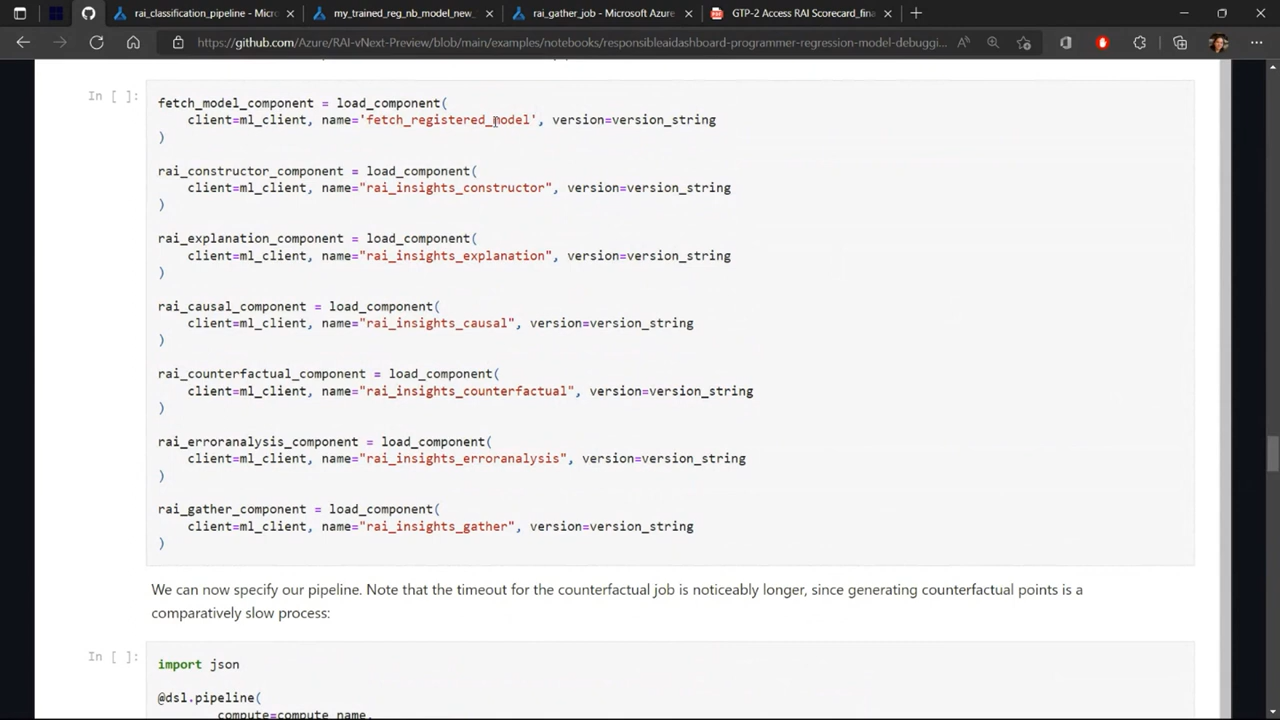 rai_classification_pipeline - Micro
my_trained_reg_nb_model_new_
rai_gather_job - Microsoft Azure
GTP-2 Access RAI Scorecard_fina
https://github.com/Azure/RAI-vNext-Preview/blob/main/examples/notebooks/responsibleaidashboard-programmer-regression-model-debuggi...
In [ ]:
fetch_model_component = load_component(
client=ml_client, name='fetch_registered_model', version=version_string
)
rai_constructor_component = load_component(
client=ml_client, name="rai_insights_constructor", version=version_string
)
rai_explanation_component = load_component(
client=ml_client, name="rai_insights_explanation", version=version_string
)
rai_causal_component = load_component(
client=ml_client, name="rai_insights_causal", version=version_string
)
rai_counterfactual_component = load_component(
client=ml_client, name="rai_insights_counterfactual", version=version_string
)
rai_erroranalysis_component = load_component(
client=ml_client, name="rai_insights_erroranalysis", version=version_string
)
rai_gather_component = load_component(
client=ml_client, name="rai_insights_gather", version=version_string
)
We can now specify our pipeline. Note that the timeout for the counterfactual job is noticeably longer, since generating counterfactual points is a
comparatively slow process:
In [ ]:
import json
@dsl.pipeline(
compute=compute_name,